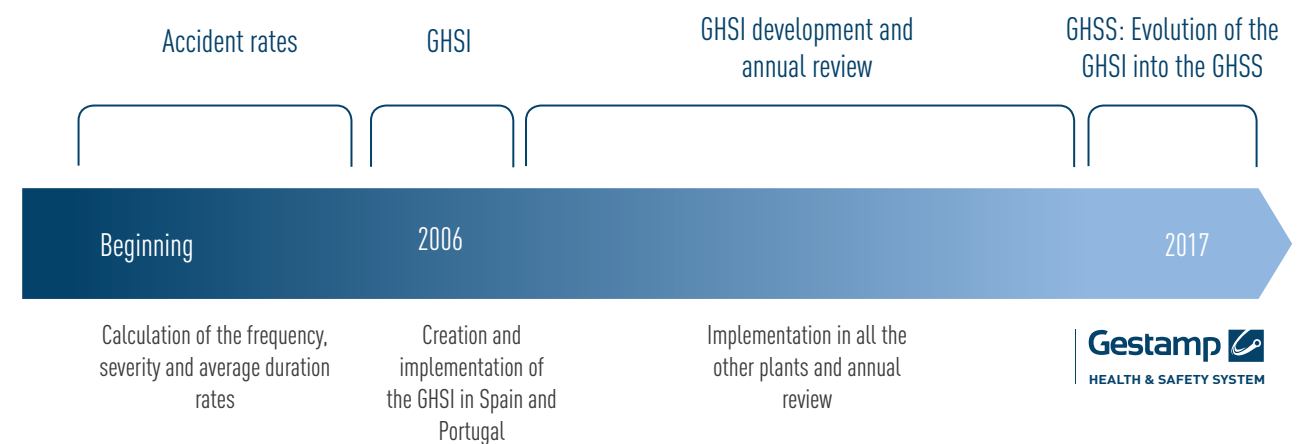 Accident rates
GHSI
GHSI development and
annual review
GHSS: Evolution of the
GHSI into the GHSS
Beginning
2006
2017
Calculation of the frequency,
severity and average duration
rates
Creation and
implementation of
the GHSI in Spain and
Portugal
Implementation in all the
other plants and annual
review
Gestamp
HEALTH & SAFETY SYSTEM